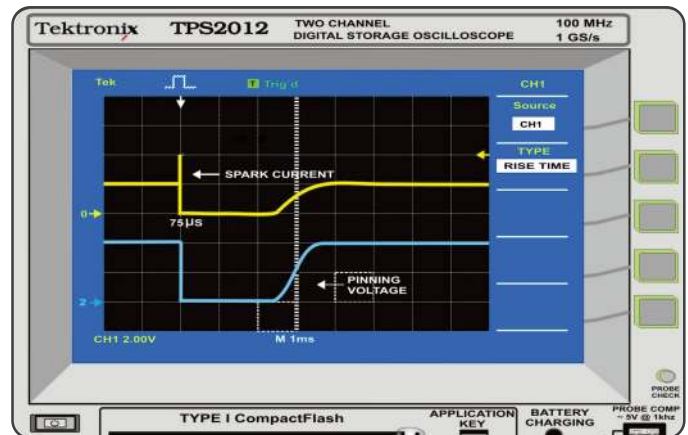 Tektronix TPS2012 TWO CHANNEL DIGITAL STORAGE OSCILLOSCOPE 100 MHz 1 GS/s
Tek T Trig'd CH1
Source
CH1
TYPE
RISE TIME
SPARK CURRENT
0
75µS
PINNING
VOLTAGE
2
CH1 2.00V M 1ms
PROBE
CHECK
TYPE I CompactFlash
APPLICATION
KEY
BATTERY
CHARGING
PROBE COMP
~ 5V @ 1khz